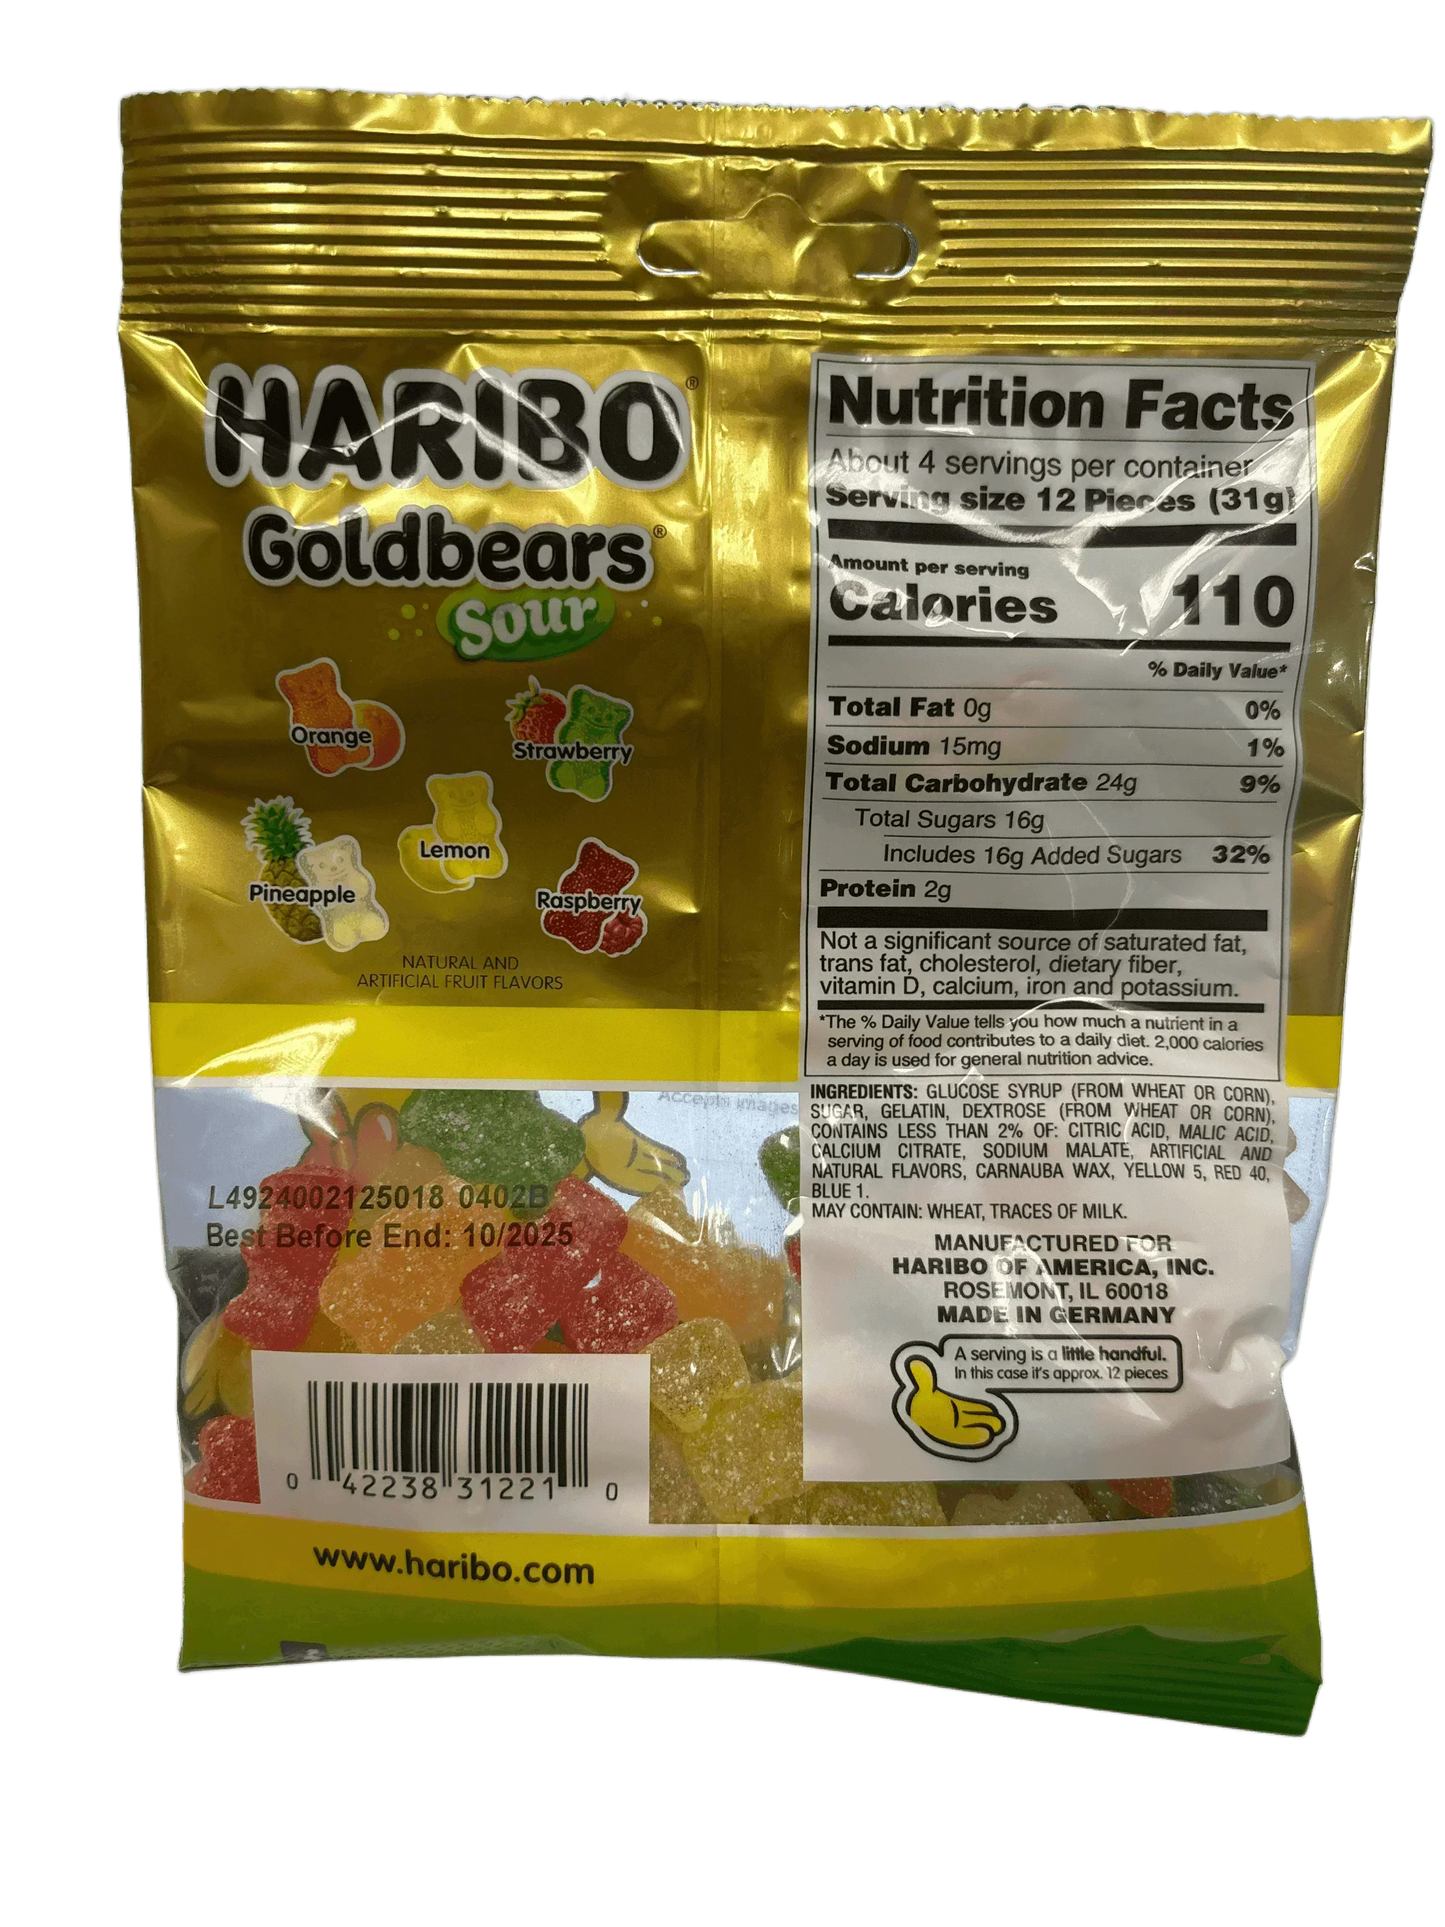 HARIBO®
Goldbears®
Sour
Orange
Strawberry
Lemon
Pineapple
Raspberry
NATURAL AND
ARTIFICIAL FRUIT FLAVORS
Nutrition Facts
About 4 servings per container
Serving size 12 Pieces (31g)
Amount per serving
Calories 110
% Daily Value*
Total Fat 0g 0%
Sodium 15mg 1%
Total Carbohydrate 24g 9%
Total Sugars 16g
Includes 16g Added Sugars 32%
Protein 2g
Not a significant source of saturated fat,
trans fat, cholesterol, dietary fiber,
vitamin D, calcium, iron and potassium.
*The % Daily Value tells you how much a nutrient in a
serving of food contributes to a daily diet. 2,000 calories
a day is used for general nutrition advice.
INGREDIENTS: GLUCOSE SYRUP (FROM WHEAT OR CORN),
SUGAR, GELATIN, DEXTROSE (FROM WHEAT OR CORN),
CONTAINS LESS THAN 2% OF: CITRIC ACID, MALIC ACID,
CALCIUM CITRATE, SODIUM MALATE, ARTIFICIAL AND
NATURAL FLAVORS, CARNAUBA WAX, YELLOW 5, RED 40,
BLUE 1.
MAY CONTAIN: WHEAT, TRACES OF MILK.
MANUFACTURED FOR
HARIBO OF AMERICA, INC.
ROSEMONT, IL 60018
MADE IN GERMANY
A serving is a little handful.
In this case it's approx. 12 pieces
Accepts images
L4924002125018 0402B
Best Before End: 10/2025
0 42238 31221 0
www.haribo.com